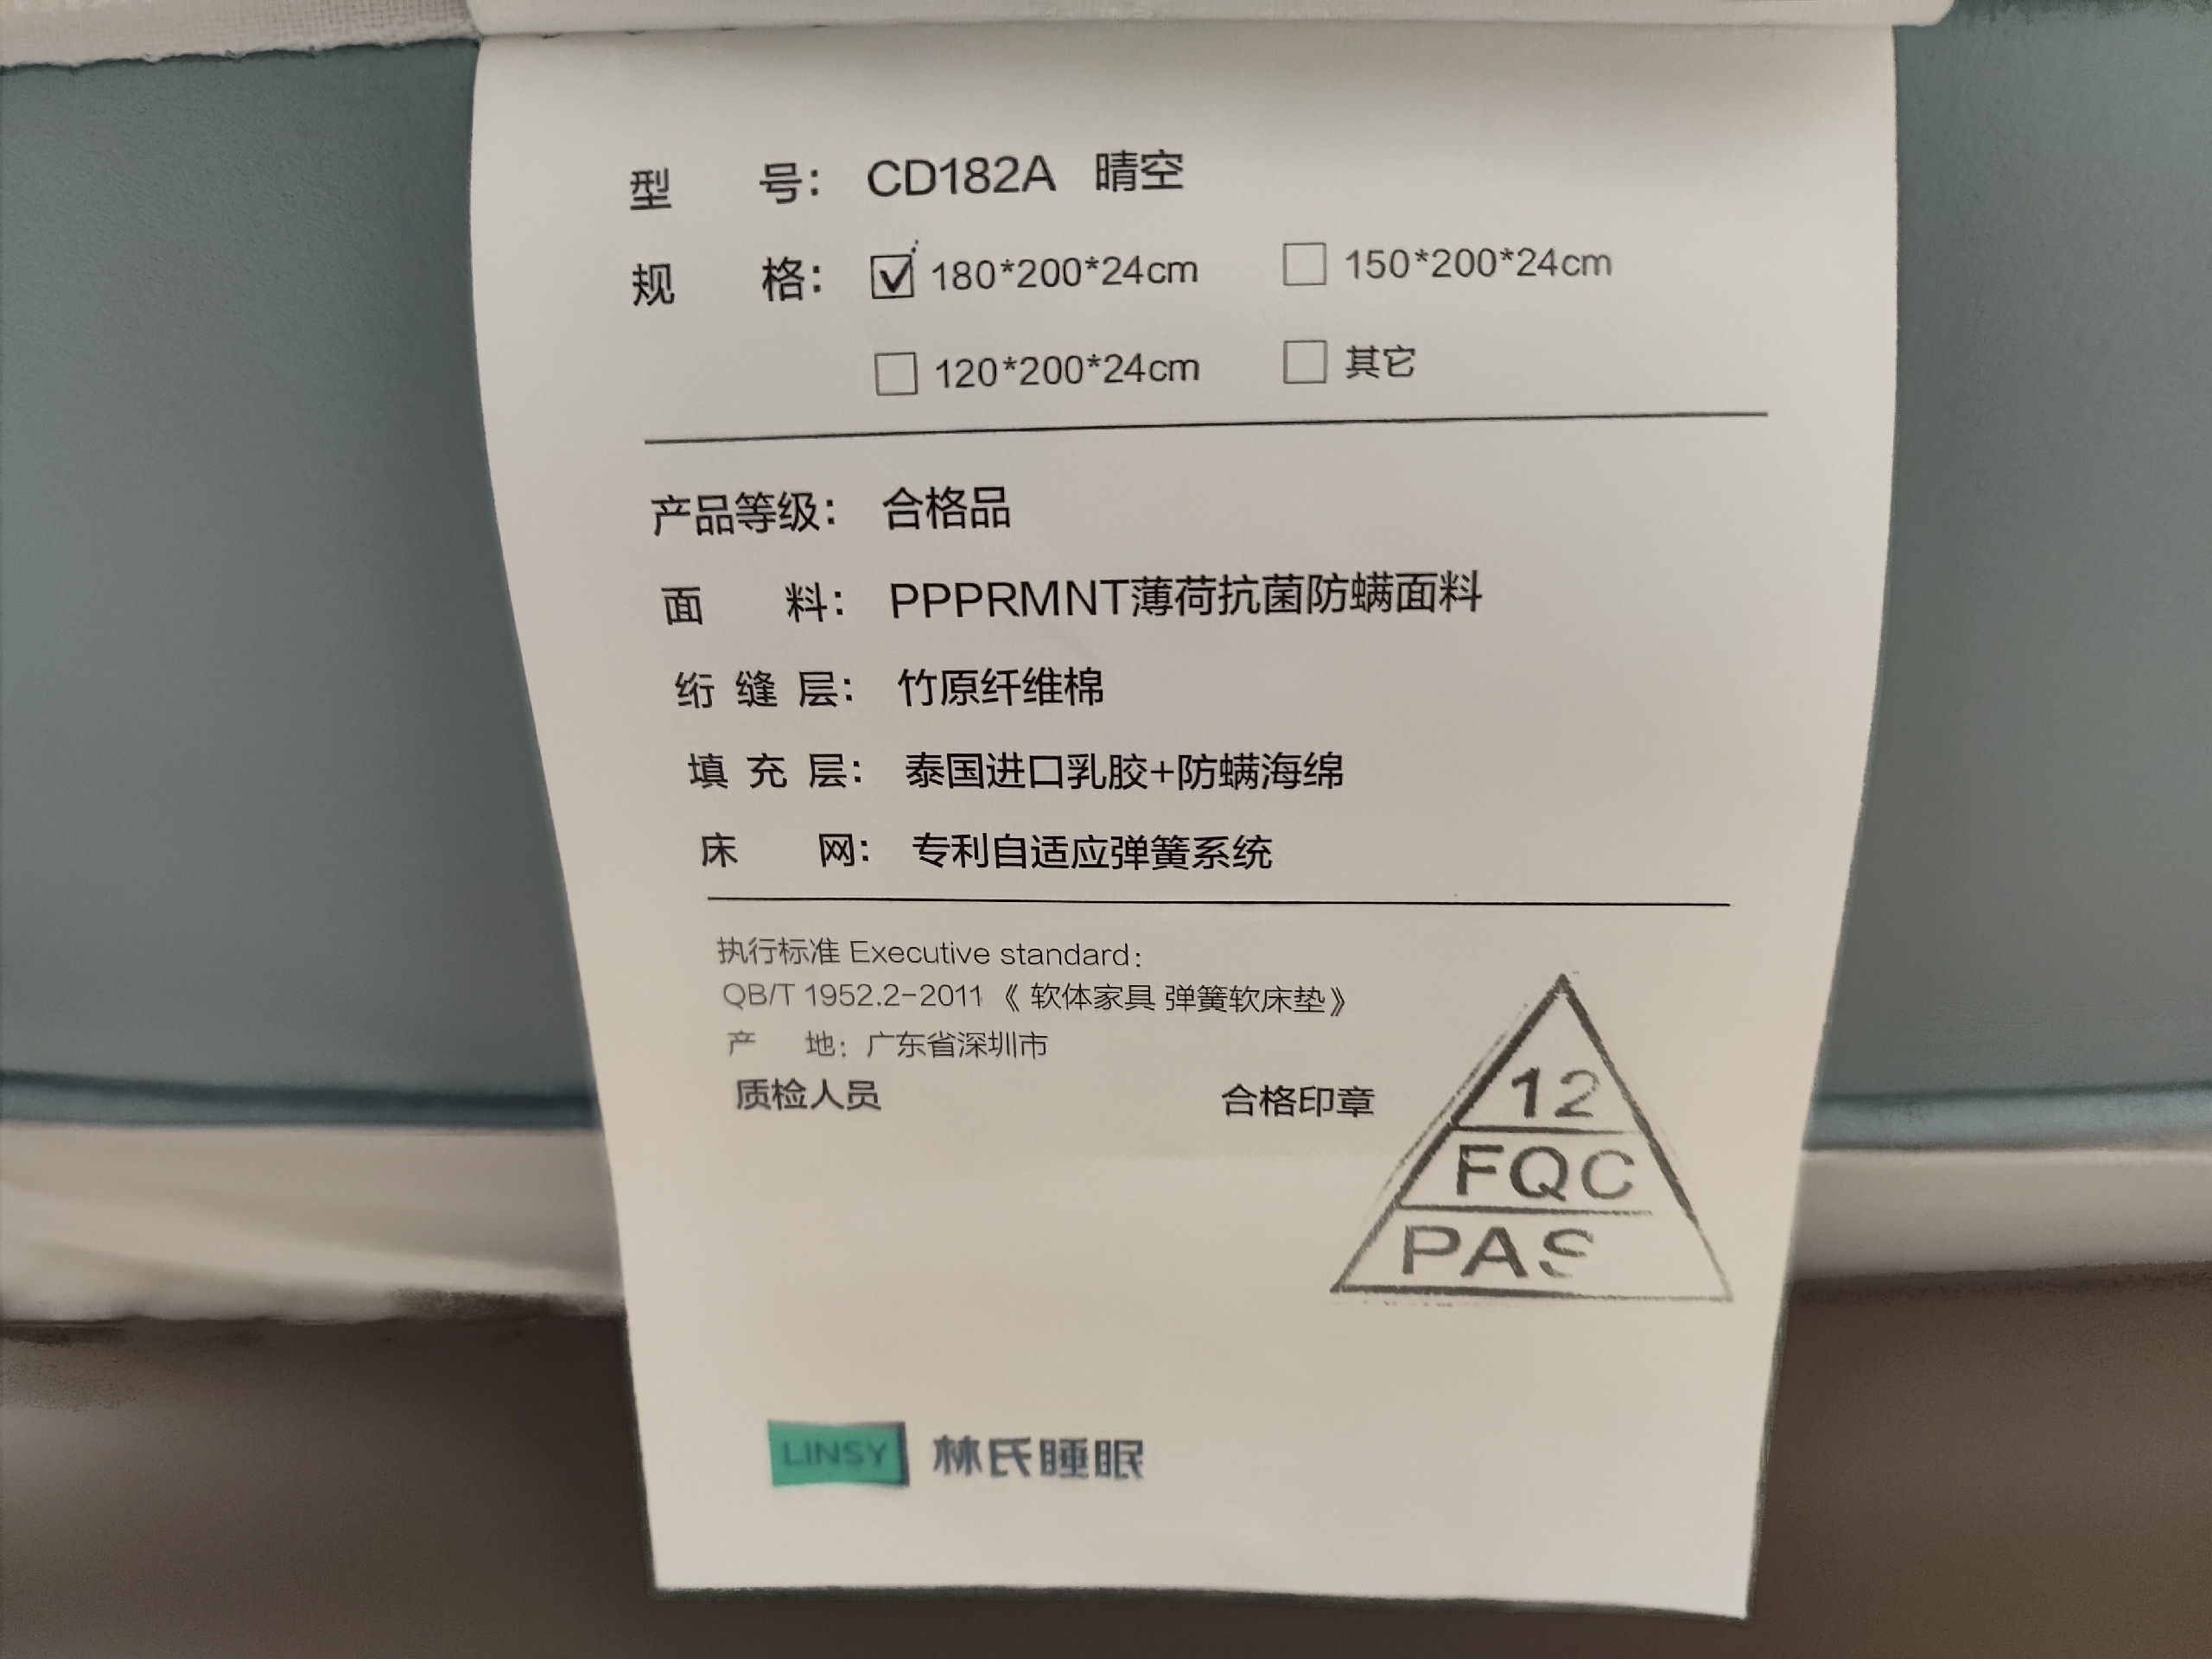 型 号： CD182A 晴空
规 格： ☑ 180*200*24cm □ 150*200*24cm
□ 120*200*24cm □ 其它
产品等级： 合格品
面 料： PPPRMNT薄荷抗菌防螨面料
绗 缝 层： 竹原纤维棉
填 充 层： 泰国进口乳胶+防螨海绵
床 网： 专利自适应弹簧系统
执行标准 Executive standard：
QB/T 1952.2-2011 《 软体家具 弹簧软床垫》
产 地： 广东省深圳市
质检人员 合格印章
12
FQC
PAS
LINSY 林氏睡眠